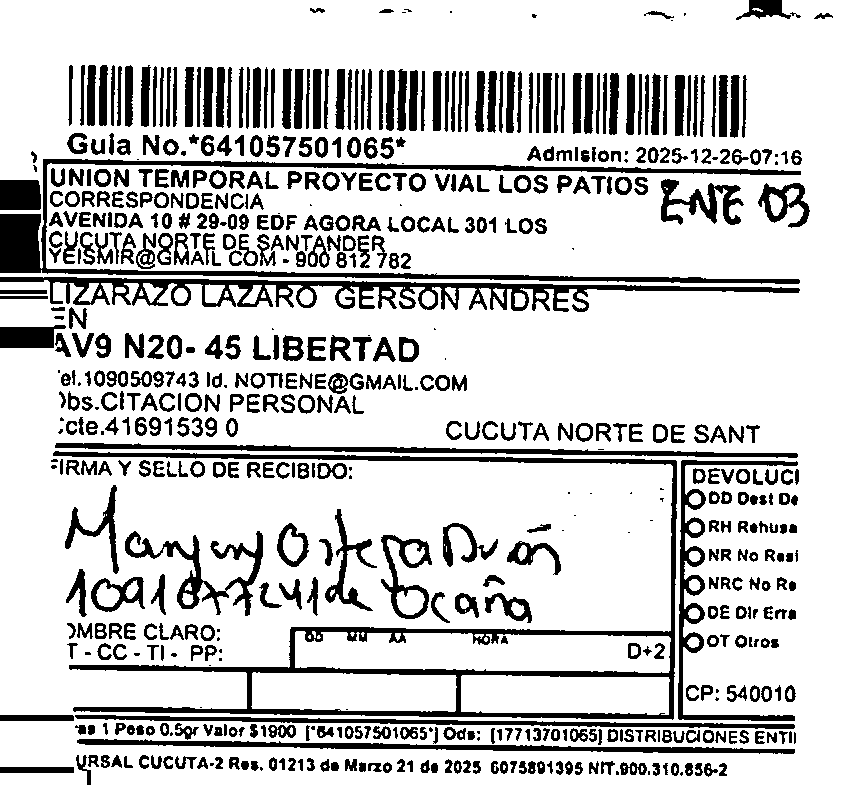 Guia No.*641057501065*
Admision: 2025-12-26-07:16
UNION TEMPORAL PROYECTO VIAL LOS PATIOS
ENE 03
CORRESPONDENCIA
AVENIDA 10 # 29-09 EDF AGORA LOCAL 301 LOS
CUCUTA NORTE DE SANTANDER
YEISMIR@GMAIL COM - 900 812 782
LIZARAZO LAZARO GERSON ANDRES
EN
AV9 N20- 45 LIBERTAD
el.1090509743 Id. NOTIENE@GMAIL.COM
bs.CITACION PERSONAL
cte.41691539 0
CUCUTA NORTE DE SANT
FIRMA Y SELLO DE RECIBIDO:
Ortega Durán
1091677241 de Ocaña
OMBRE CLARO:
T - CC - TI - PP:
DD MM AA HORA
D+2
DEVOLUCI
DD Dest De
RH Rehusa
NR No Resi
NRC No Re
DE Dir Erra
OT Otros
CP: 540010
as 1 Peso 0.5gr Valor $1900 [*641057501065*] Ods: [17713701065] DISTRIBUCIONES ENTI
URSAL CUCUTA-2 Res. 01213 de Marzo 21 de 2025 6075891395 NIT.900.310.856-2